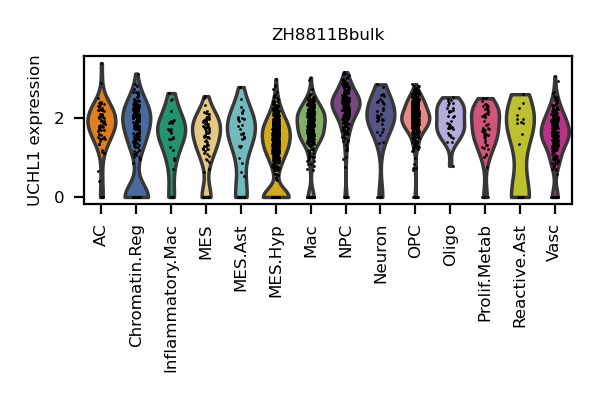 ZH8811Bbulk
UCHL1 expression
2
0
AC
Chromatin.Reg
Inflammatory.Mac
MES
MES.Ast
MES.Hyp
Mac
NPC
Neuron
OPC
Oligo
Prolif.Metab
Reactive.Ast
Vasc